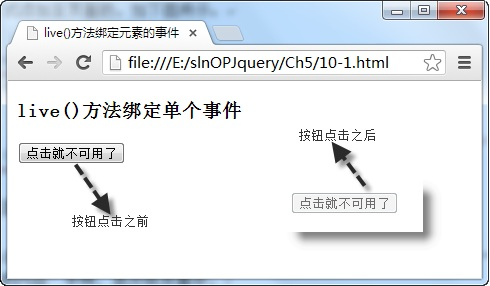 live()方法绑定元素的事件
file:///E:/slnOPJquery/Ch5/10-1.html
live()方法绑定单个事件
按钮点击之后
点击就不可用了
点击就不可用了
按钮点击之前